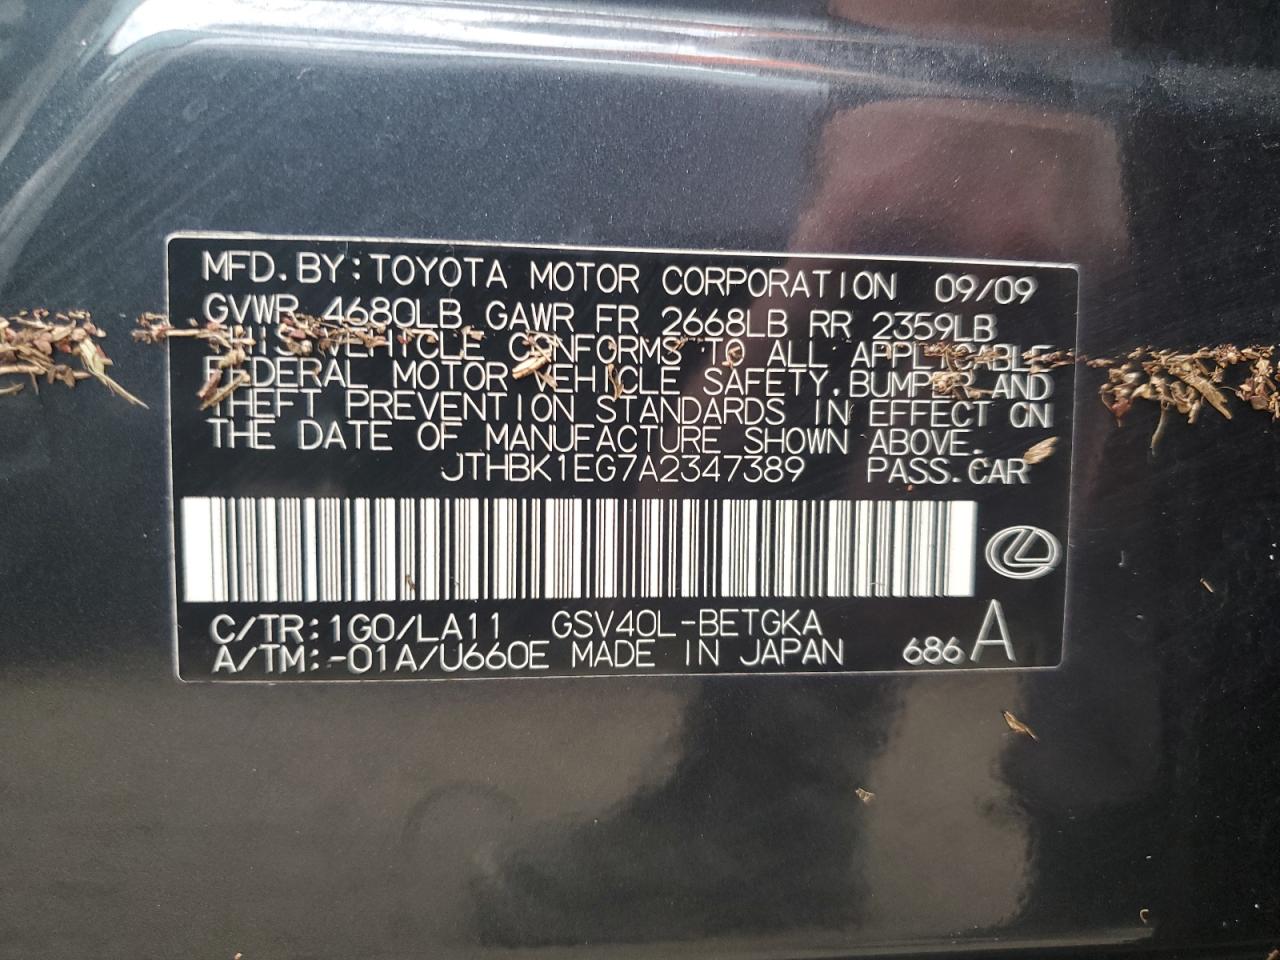 MFD.BY:TOYOTA MOTOR CORPORATION 09/09
GVWR 4680LB GAWR FR 2668LB RR 2359LB
THIS VEHICLE CONFORMS TO ALL APPLICABLE
FEDERAL MOTOR VEHICLE SAFETY,BUMPER AND
THEFT PREVENTION STANDARDS IN EFFECT ON
THE DATE OF MANUFACTURE SHOWN ABOVE.
JTHBK1EG7A2347389 PASS.CAR
C/TR:1G0/LA11 GSV40L-BETGKA
A/TM:-01A/U660E MADE IN JAPAN 686 A